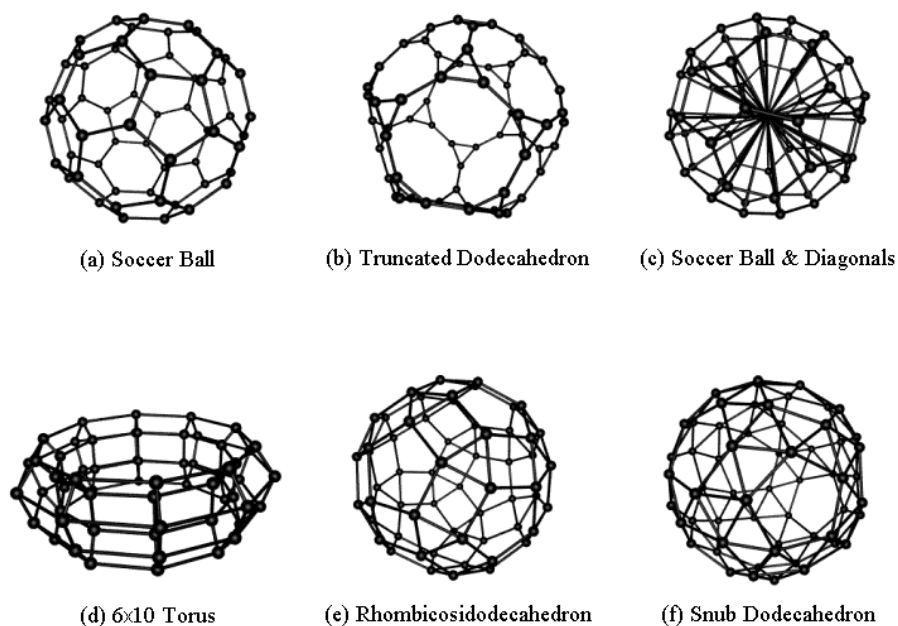 (a) Soccer Ball
(b) Truncated Dodecahedron
(c) Soccer Ball & Diagonals
(d) 6x10 Torus
(e) Rhombicosidodecahedron
(f) Snub Dodecahedron